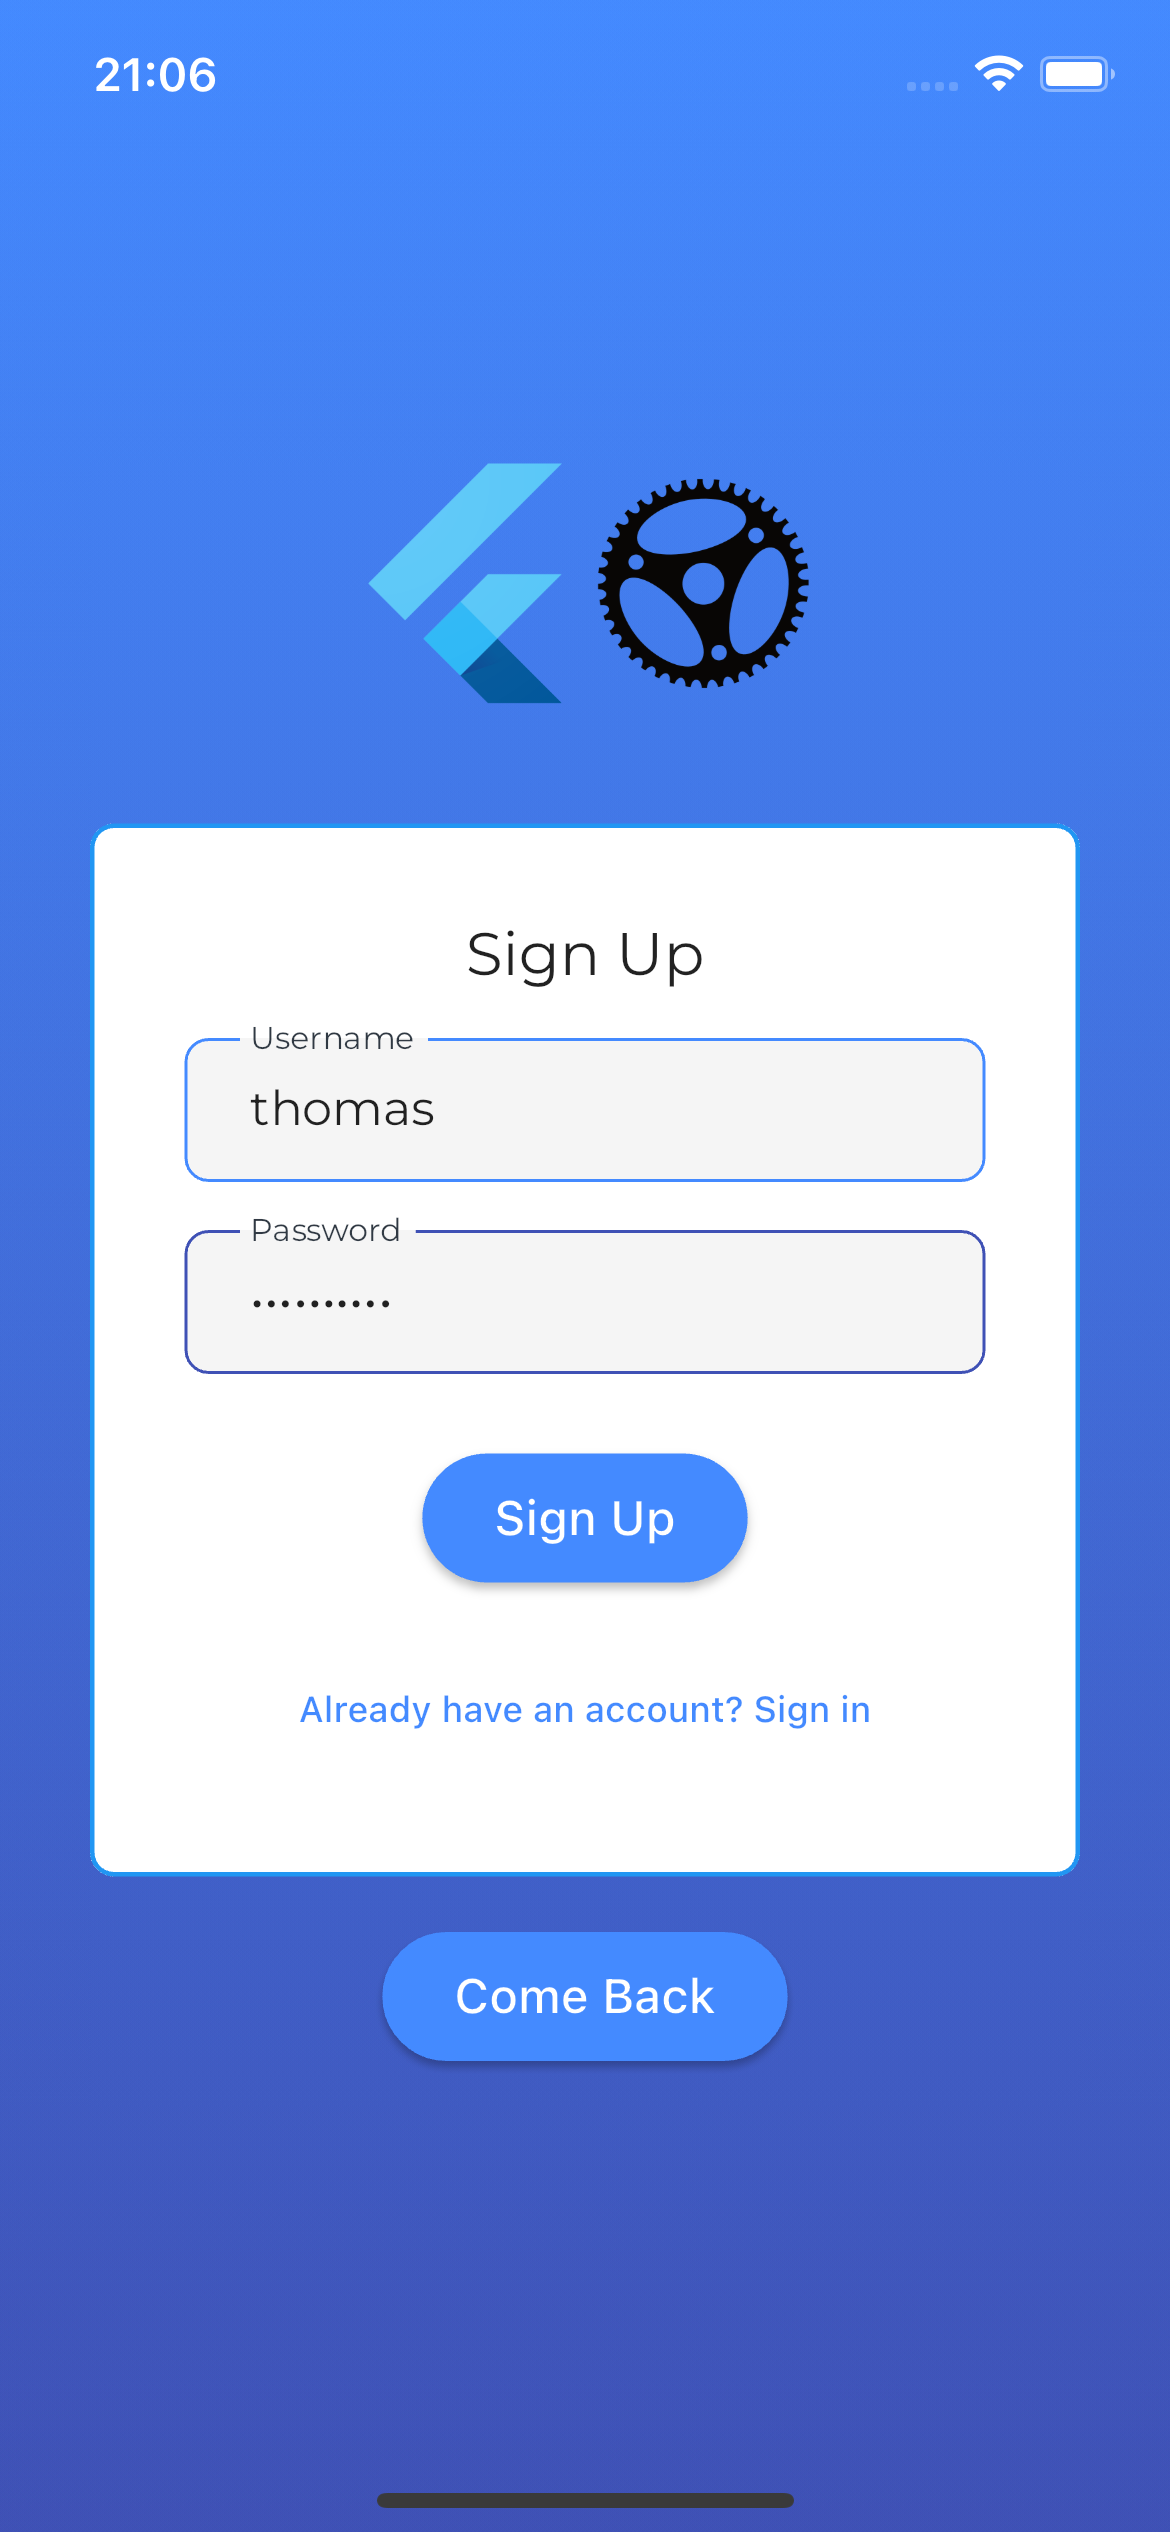 21:06
Sign Up
Username
thomas
Password
••••••••••
Sign Up
Already have an account? Sign in
Come Back